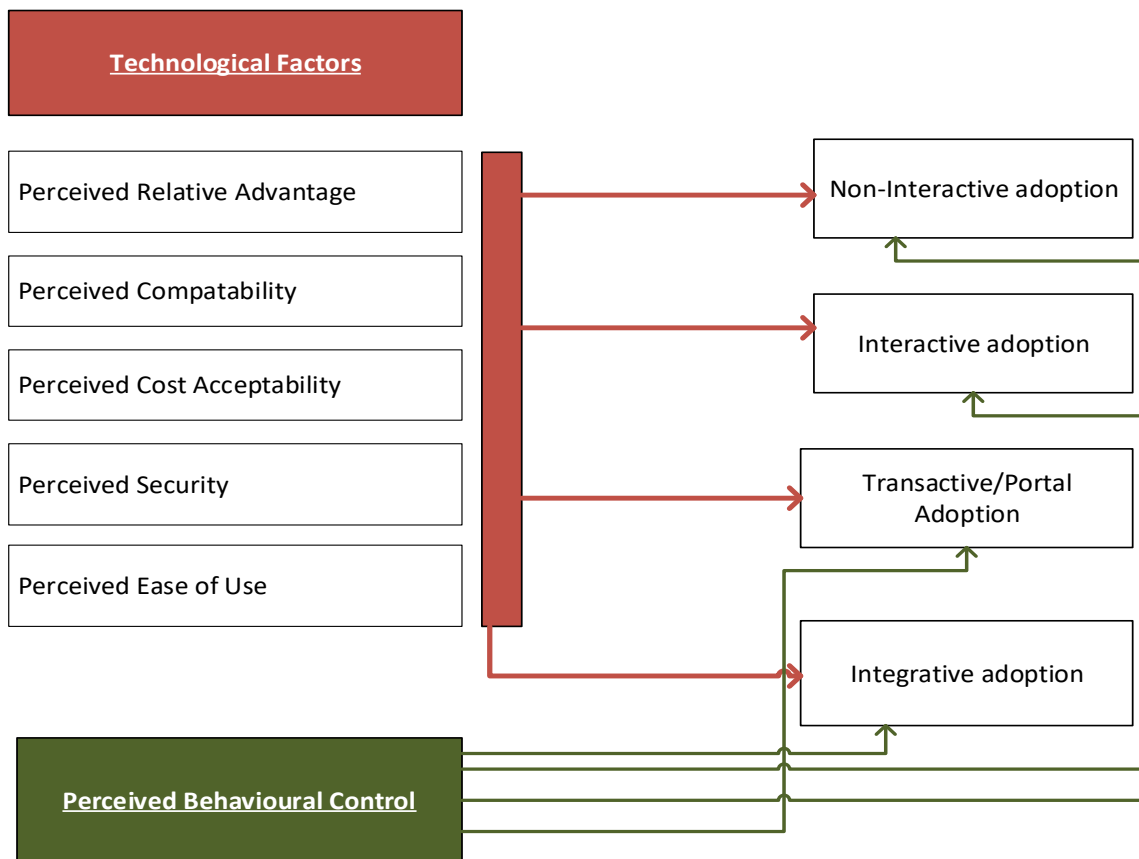 Technological Factors
Perceived Relative Advantage
Perceived Compatability
Perceived Cost Acceptability
Perceived Security
Perceived Ease of Use
Perceived Behavioural Control
Non-Interactive adoption
Interactive adoption
Transactive/Portal
Adoption
Integrative adoption